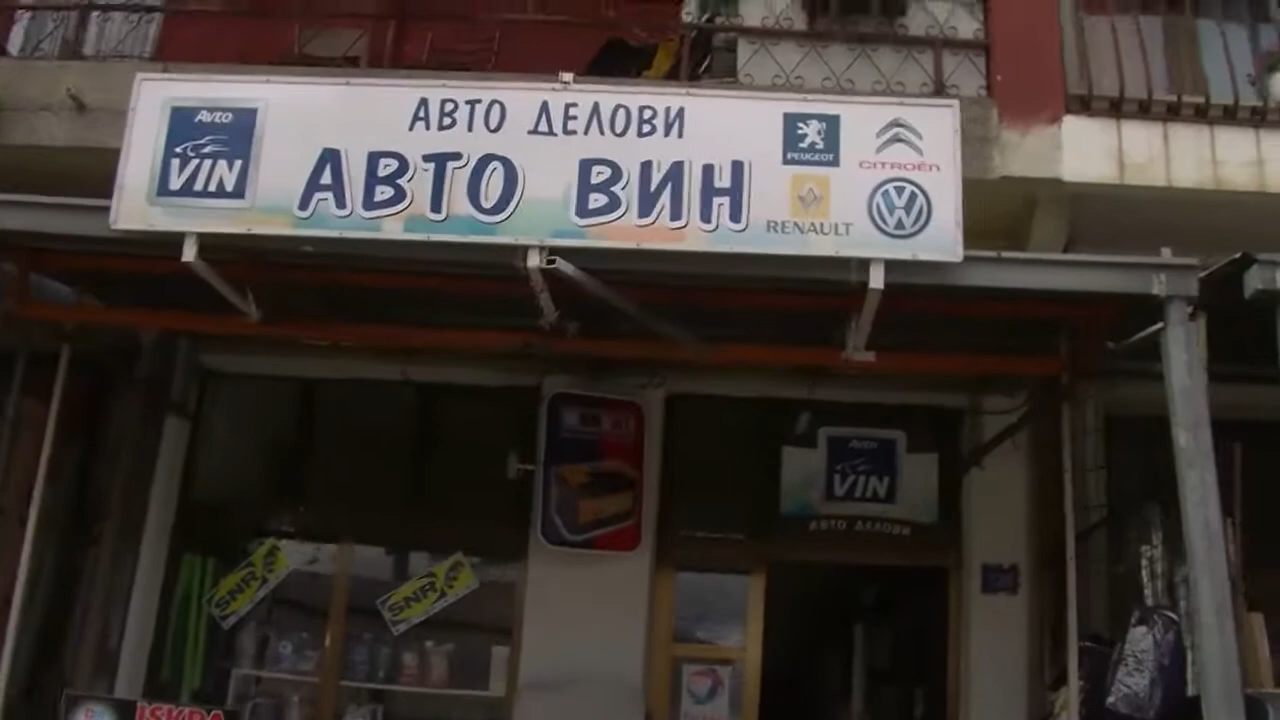 Avto
VIN
АВТО ДЕЛОВИ
АВТО ВИН
PEUGEOT
CITROËN
RENAULT
Avto
VIN
АВТО ДЕЛОВИ
SNR
SNR
ISKRA